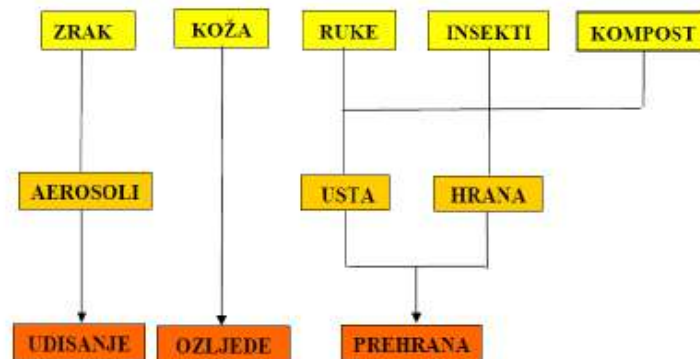 ZRAK
KOŽA
RUKE
INSEKTI
KOMPOST
AEROSOLI
USTA
HRANA
UDISANJE
OZLJEDE
PREHRANA